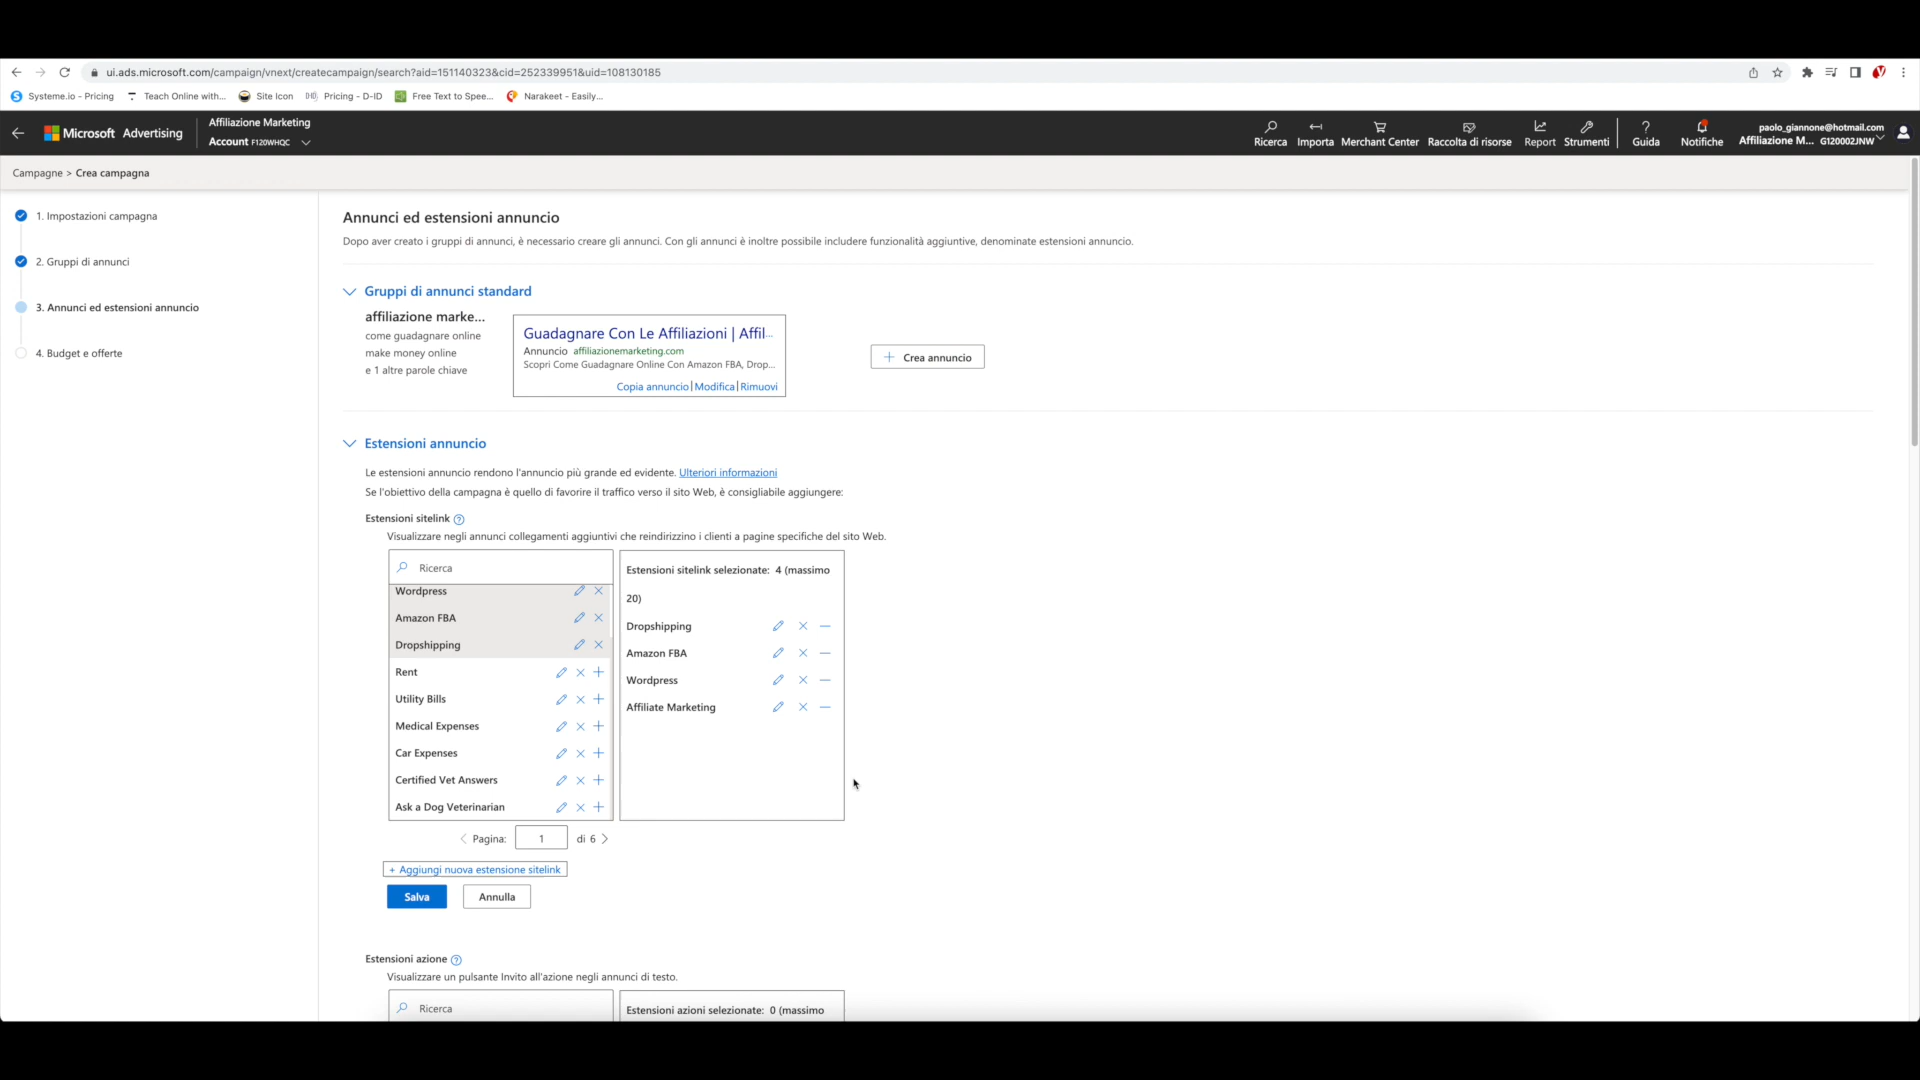 ui.ads.microsoft.com/campaign/vnext/createcampaign/search?aid=151140323&cid=252339951&uid=108130185
Systeme.io - Pricing
Teach Online with...
Site Icon
Pricing - D-ID
Free Text to Spee...
Narakeet - Easily...
Microsoft Advertising
Affiliazione Marketing
Account F120WHQC
Ricerca
Importa
Merchant Center
Raccolta di risorse
Report
Strumenti
Guida
Notifiche
paolo_giannone@hotmail.com
Affiliazione M... G120002JNW
Campagne > Crea campagna
1. Impostazioni campagna
2. Gruppi di annunci
3. Annunci ed estensioni annuncio
4. Budget e offerte
Annunci ed estensioni annuncio
Dopo aver creato i gruppi di annunci, è necessario creare gli annunci. Con gli annunci è inoltre possibile includere funzionalità aggiuntive, denominate estensioni annuncio.
Gruppi di annunci standard
affiliazione marke...
come guadagnare online
make money online
e 1 altre parole chiave
Guadagnare Con Le Affiliazioni | Affil...
Annuncio affiliazionemarketing.com
Scopri Come Guadagnare Online Con Amazon FBA, Drop...
Copia annuncio|Modifica|Rimuovi
+ Crea annuncio
Estensioni annuncio
Le estensioni annuncio rendono l'annuncio più grande ed evidente. Ulteriori informazioni
Se l'obiettivo della campagna è quello di favorire il traffico verso il sito Web, è consigliabile aggiungere:
Estensioni sitelink ?
Visualizzare negli annunci collegamenti aggiuntivi che reindirizzino i clienti a pagine specifiche del sito Web.
Ricerca
Wordpress
Amazon FBA
Dropshipping
Rent
Utility Bills
Medical Expenses
Car Expenses
Certified Vet Answers
Ask a Dog Veterinarian
Estensioni sitelink selezionate: 4 (massimo
20)
Dropshipping
Amazon FBA
Wordpress
Affiliate Marketing
Pagina: 1 di 6
+ Aggiungi nuova estensione sitelink
Salva
Annulla
Estensioni azione ?
Visualizzare un pulsante Invito all'azione negli annunci di testo.
Ricerca
Estensioni azioni selezionate: 0 (massimo